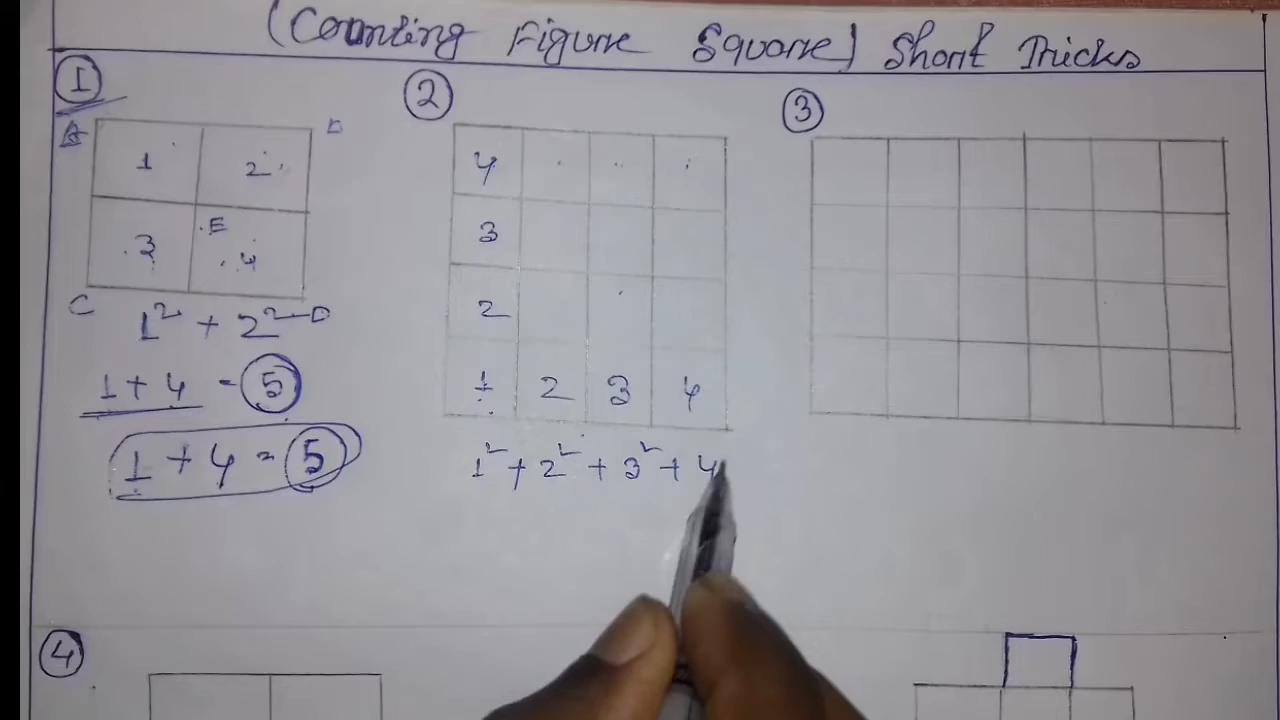 (Counting Figure Square) Short Tricks
1
A D
1 2
3 E 4
C D
1² + 2²
1 + 4 = 5
1 + 4 = 5
2
4
3
2
1 2 3 4
1² + 2² + 3² + 4
3
4